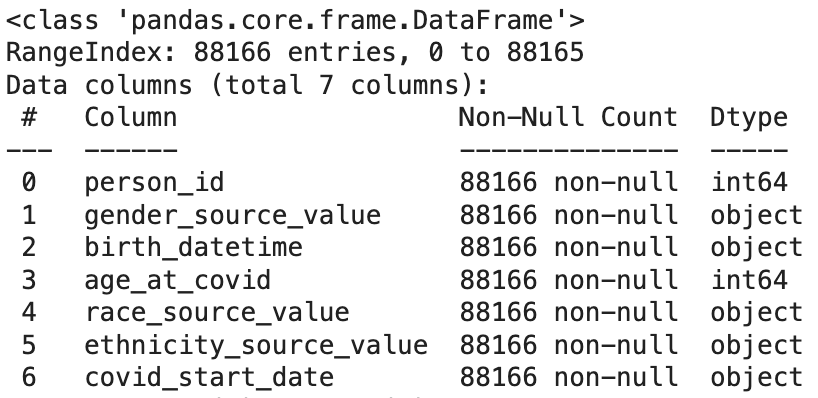 <class 'pandas.core.frame.DataFrame'>
RangeIndex: 88166 entries, 0 to 88165
Data columns (total 7 columns):
 #   Column                  Non-Null Count  Dtype
---  ------                  --------------  -----
 0   person_id               88166 non-null  int64
 1   gender_source_value     88166 non-null  object
 2   birth_datetime          88166 non-null  object
 3   age_at_covid            88166 non-null  int64
 4   race_source_value       88166 non-null  object
 5   ethnicity_source_value  88166 non-null  object
 6   covid_start_date        88166 non-null  object